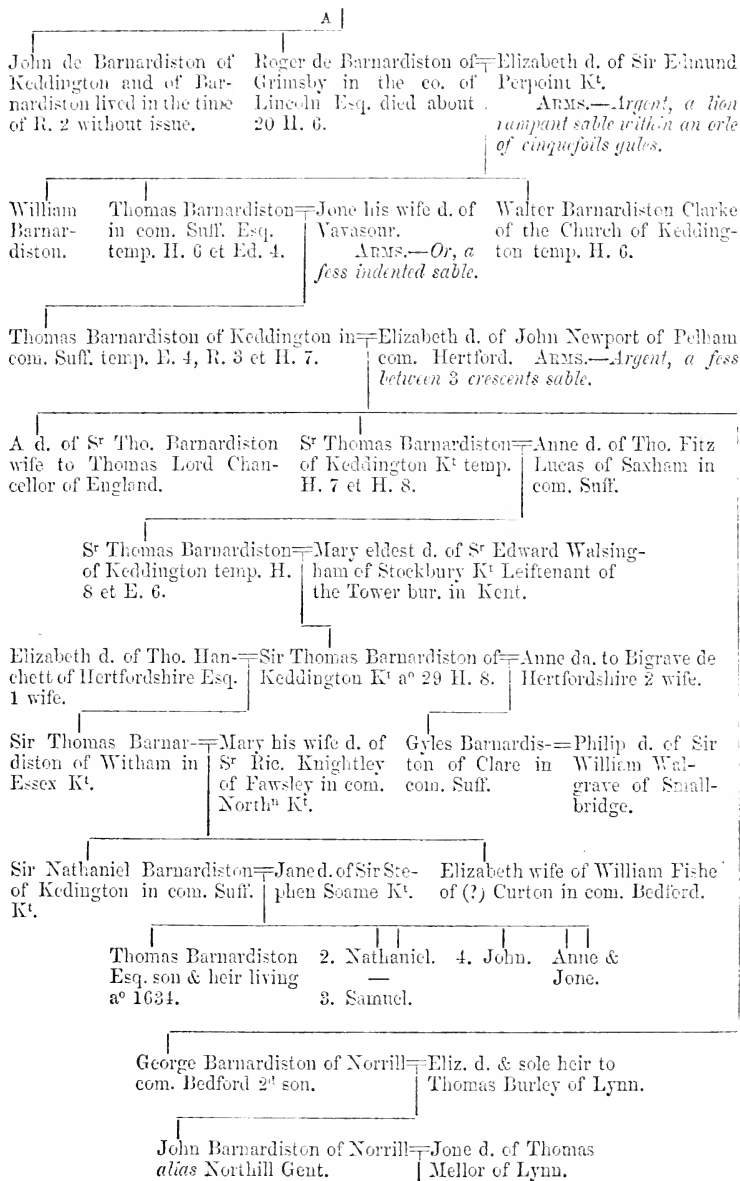 A
John de Barnardiston of
Keddington and of Bar-
nardiston lived in the time
of R. 2 without issue.
Roger de Barnardiston of
Grimsby in the co. of
Lincoln Esq. died about
20 H. 6.
Elizabeth d. of Sir Edmund
Perpoint Kt.
ARMS.—Argent, a lion
rampant sable within an orle
of cinquefoils gules.
William
Barnar-
diston.
Thomas Barnardiston
in com. Suff. Esq.
temp. H. 6 et Ed. 4.
Jone his wife d. of
Vavasour.
ARMS.—Or, a
fess indented sable.
Walter Barnardiston Clarke
of the Church of Kedding-
ton temp. H. 6.
Thomas Barnardiston of Keddington in
com. Suff. temp. E. 4, R. 3 et H. 7.
Elizabeth d. of John Newport of Pelham
com. Hertford. ARMS.—Argent, a fess
between 3 crescents sable.
A d. of Sr Tho. Barnardiston
wife to Thomas Lord Chan-
cellor of England.
Sr Thomas Barnardiston
of Keddington Kt temp.
H. 7 et H. 8.
Anne d. of Tho. Fitz
Lucas of Saxham in
com. Suff.
Sr Thomas Barnardiston
of Keddington temp. H.
8 et E. 6.
Mary eldest d. of Sr Edward Walsing-
ham of Stockbury Kt Leiftenant of
the Tower bur. in Kent.
Elizabeth d. of Tho. Han-
chett of Hertfordshire Esq.
1 wife.
Sir Thomas Barnardiston of
Keddington Kt ao 29 H. 8.
Anne da. to Bigrave de
Hertfordshire 2 wife.
Sir Thomas Barnar-
diston of Witham in
Essex Kt.
Mary his wife d. of
Sr Ric. Knightley
of Fawsley in com.
Northn Kt.
Gyles Barnardis-
ton of Clare in
com. Suff.
Philip d. of Sir
William Wal-
grave of Small-
bridge.
Sir Nathaniel Barnardiston
of Kedington in com. Suff.
Kt.
Jane d. of Sir Ste-
phen Soame Kt.
Elizabeth wife of William Fishe
of (?) Curton in com. Bedford.
Thomas Barnardiston
Esq. son & heir living
ao 1634.
2. Nathaniel.
—
3. Samuel.
4. John.
Anne &
Jone.
George Barnardiston of Norrill
com. Bedford 2d son.
Eliz. d. & sole heir to
Thomas Burley of Lynn.
John Barnardiston of Norrill
alias Northill Gent.
Jone d. of Thomas
Mellor of Lynn.